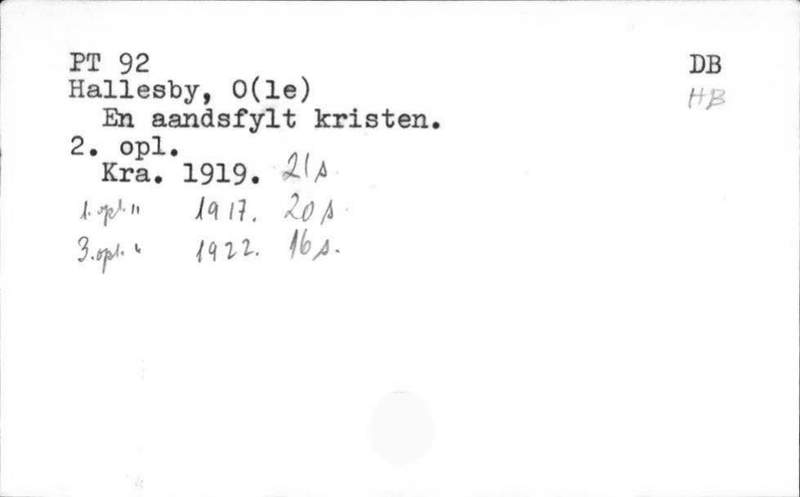 PT 92 DB
Hallesby, O(le) HB
En aandsfylt kristen.
2. opl.
Kra. 1919. 21 s
1. opl. " 1917. 20 s.
3. opl. " 1922. 16 s.